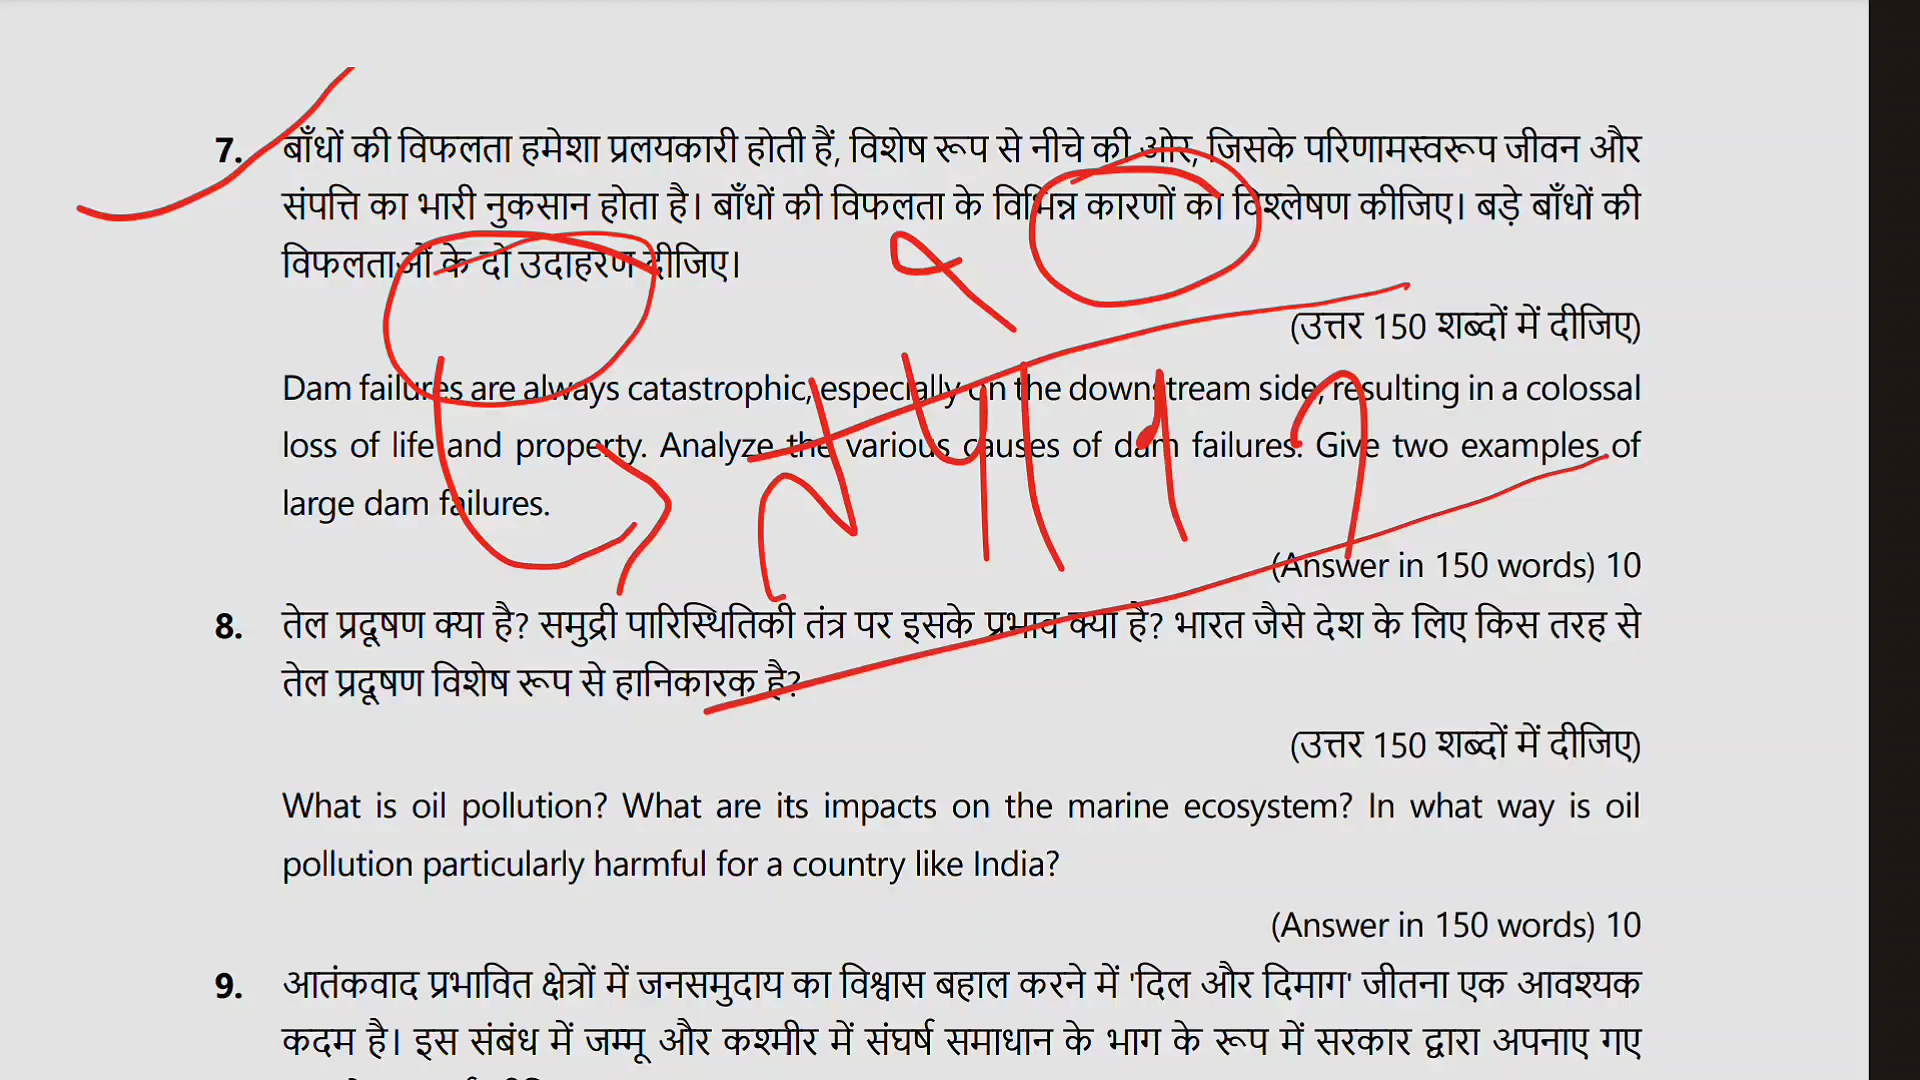 7. बाँधों की विफलता हमेशा प्रलयकारी होती हैं, विशेष रूप से नीचे की ओर, जिसके परिणामस्वरूप जीवन और
संपत्ति का भारी नुकसान होता है। बाँधों की विफलता के विभिन्न कारणों का विश्लेषण कीजिए। बड़े बाँधों की
विफलताओं के दो उदाहरण दीजिए।
(उत्तर 150 शब्दों में दीजिए)
Dam failures are always catastrophic, especially on the downstream side, resulting in a colossal
loss of life and property. Analyze the various causes of dam failures. Give two examples of
large dam failures.
(Answer in 150 words) 10
8. तेल प्रदूषण क्या है? समुद्री पारिस्थितिकी तंत्र पर इसके प्रभाव क्या है? भारत जैसे देश के लिए किस तरह से
तेल प्रदूषण विशेष रूप से हानिकारक है?
(उत्तर 150 शब्दों में दीजिए)
What is oil pollution? What are its impacts on the marine ecosystem? In what way is oil
pollution particularly harmful for a country like India?
(Answer in 150 words) 10
9. आतंकवाद प्रभावित क्षेत्रों में जनसमुदाय का विश्वास बहाल करने में 'दिल और दिमाग' जीतना एक आवश्यक
कदम है। इस संबंध में जम्मू और कश्मीर में संघर्ष समाधान के भाग के रूप में सरकार द्वारा अपनाए गए